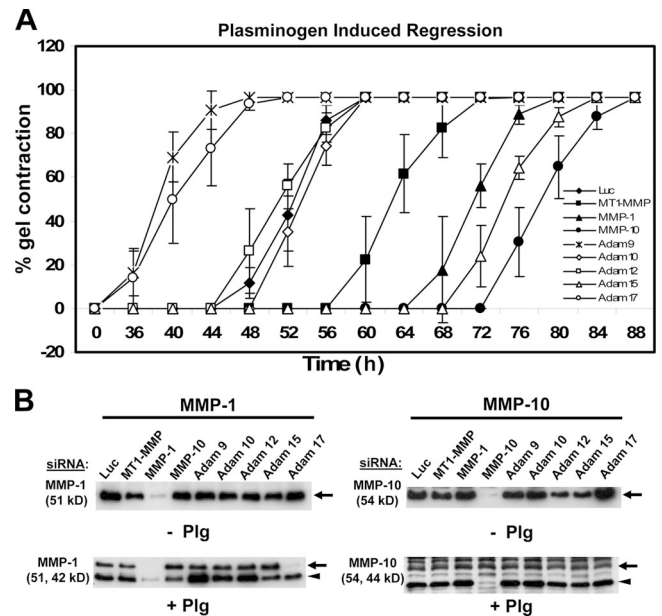 A
Plasminogen Induced Regression
% gel contraction
120
100
80
60
40
20
0
-20
0 36 40 44 48 52 56 60 64 68 72 76 80 84 88
Time (h)
Luc
MT1-MMP
MMP-1
MMP-10
Adam9
Adam10
Adam12
Adam15
Adam17
B
MMP-1
siRNA: Luc MT1-MMP MMP-1 MMP-10 Adam 9 Adam 10 Adam 12 Adam 15 Adam 17
MMP-1
(51 kD)
- Plg
MMP-1
(51, 42 kD)
+ Plg
MMP-10
siRNA: Luc MT1-MMP MMP-1 MMP-10 Adam 9 Adam 10 Adam 12 Adam 15 Adam 17
MMP-10
(54 kD)
- Plg
MMP-10
(54, 44 kD)
+ Plg